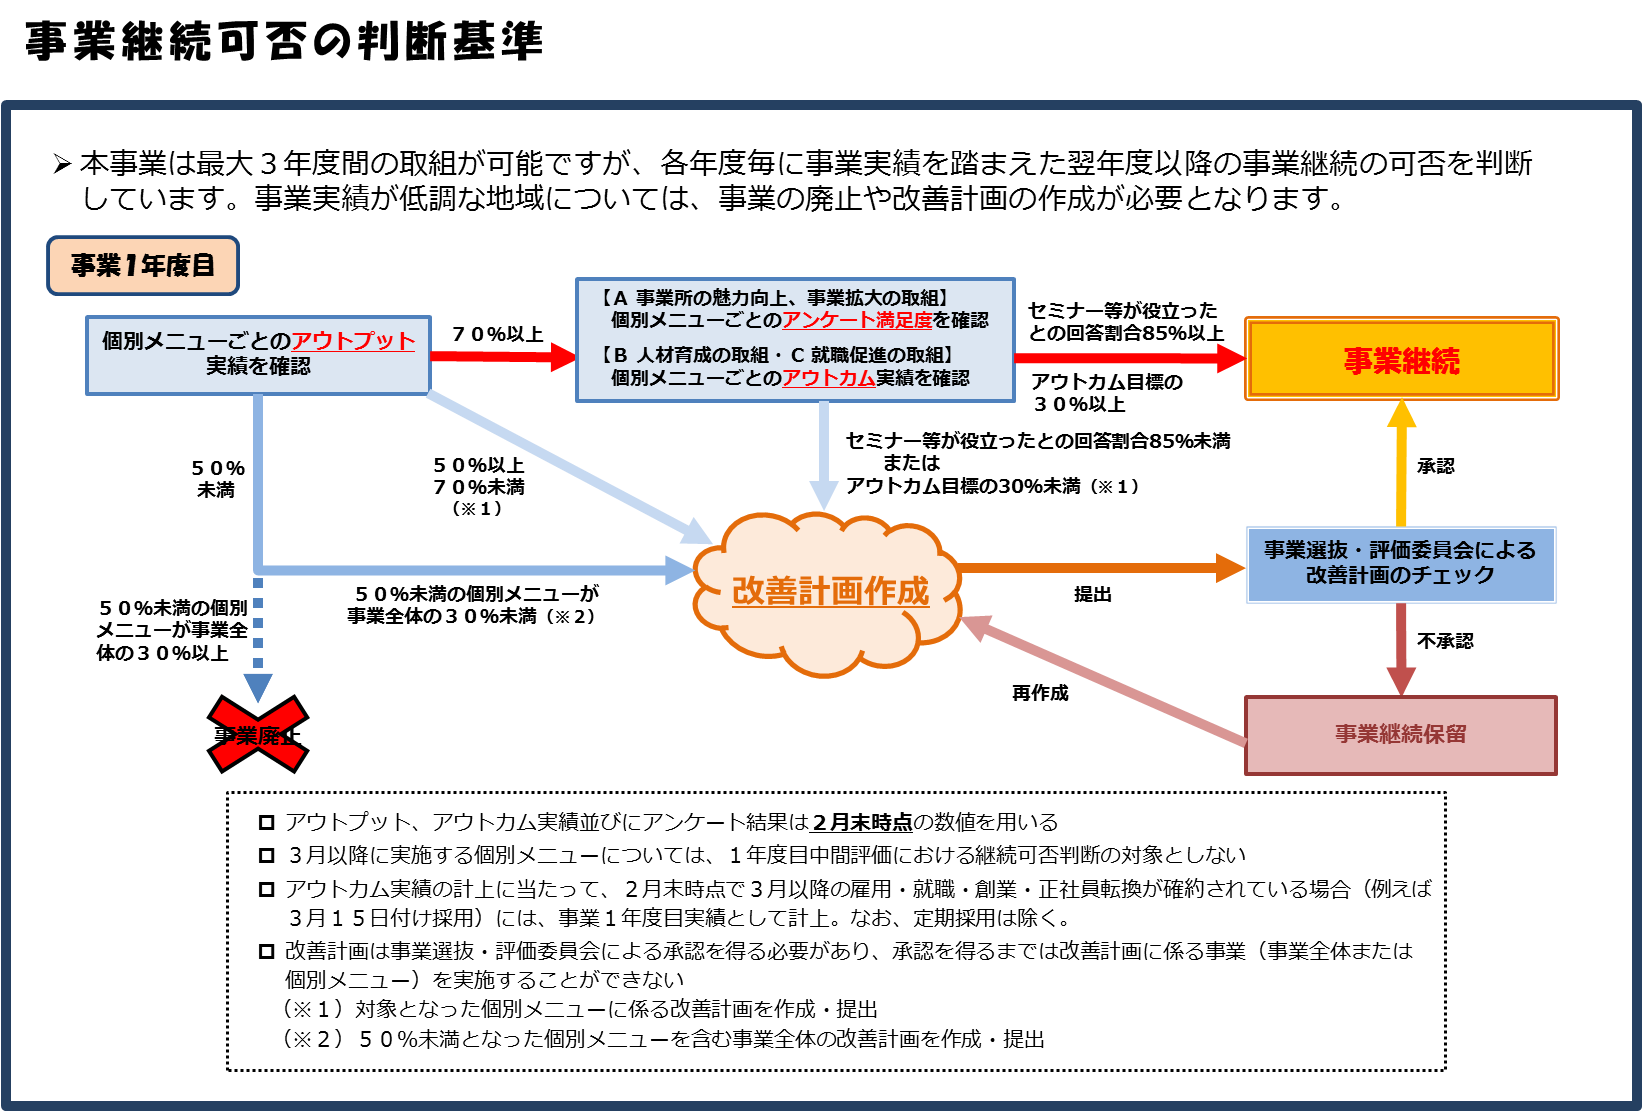 事業継続可否の判断基準
➢ 本事業は最大３年度間の取組が可能ですが、各年度毎に事業実績を踏まえた翌年度以降の事業継続の可否を判断
しています。事業実績が低調な地域については、事業の廃止や改善計画の作成が必要となります。
事業1年度目
個別メニューごとのアウトプット
実績を確認
７０％以上
【Ａ 事業所の魅力向上、事業拡大の取組】
個別メニューごとのアンケート満足度を確認
【Ｂ 人材育成の取組・Ｃ 就職促進の取組】
個別メニューごとのアウトカム実績を確認
セミナー等が役立った
との回答割合85%以上
アウトカム目標の
３０％以上
事業継続
５０％
未満
５０％以上
７０％未満
（※１）
セミナー等が役立ったとの回答割合85%未満
または
アウトカム目標の30%未満（※１）
承認
事業選抜・評価委員会による
改善計画のチェック
改善計画作成
提出
５０％未満の個別メニューが
事業全体の３０％未満（※２）
５０％未満の個別
メニューが事業全
体の３０％以上
不承認
再作成
事業継続保留
事業廃止
アウトプット、アウトカム実績並びにアンケート結果は２月末時点の数値を用いる
３月以降に実施する個別メニューについては、１年度目中間評価における継続可否判断の対象としない
アウトカム実績の計上に当たって、２月末時点で３月以降の雇用・就職・創業・正社員転換が確約されている場合（例えば
３月１５日付け採用）には、事業１年度目実績として計上。なお、定期採用は除く。
改善計画は事業選抜・評価委員会による承認を得る必要があり、承認を得るまでは改善計画に係る事業（事業全体または
個別メニュー）を実施することができない
（※１）対象となった個別メニューに係る改善計画を作成・提出
（※２）５０％未満となった個別メニューを含む事業全体の改善計画を作成・提出